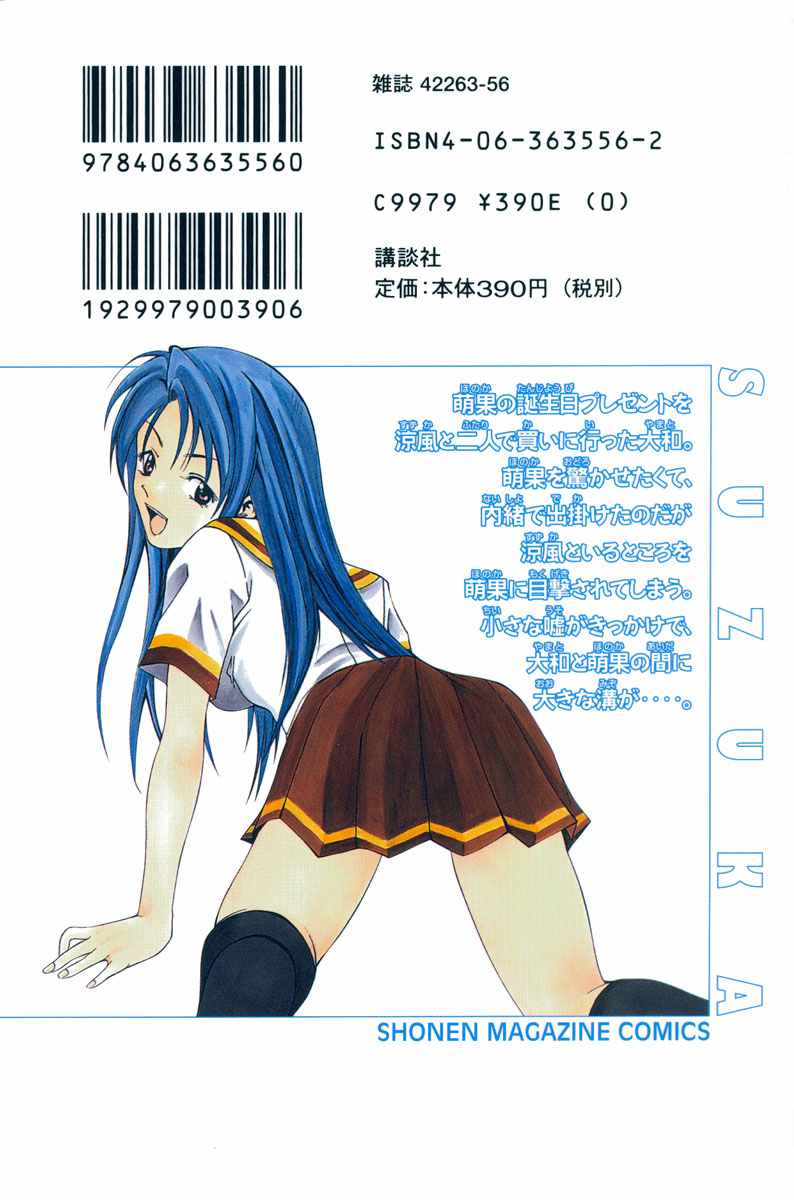 9784063635560
1929979003906
雑誌 42263-56
ISBN4-06-363556-2
C9979 ¥390E (0)
講談社
定価:本体390円(税別)
萌果の誕生日プレゼントを
涼風と二人で買いに行った大和。
萌果を驚かせたくて、
内緒で出掛けたのだが
涼風といるところを
萌果に目撃されてしまう。
小さな嘘がきっかけで、
大和と萌果の間に
大きな溝が‥‥。
SUZUKA
SHONEN MAGAZINE COMICS